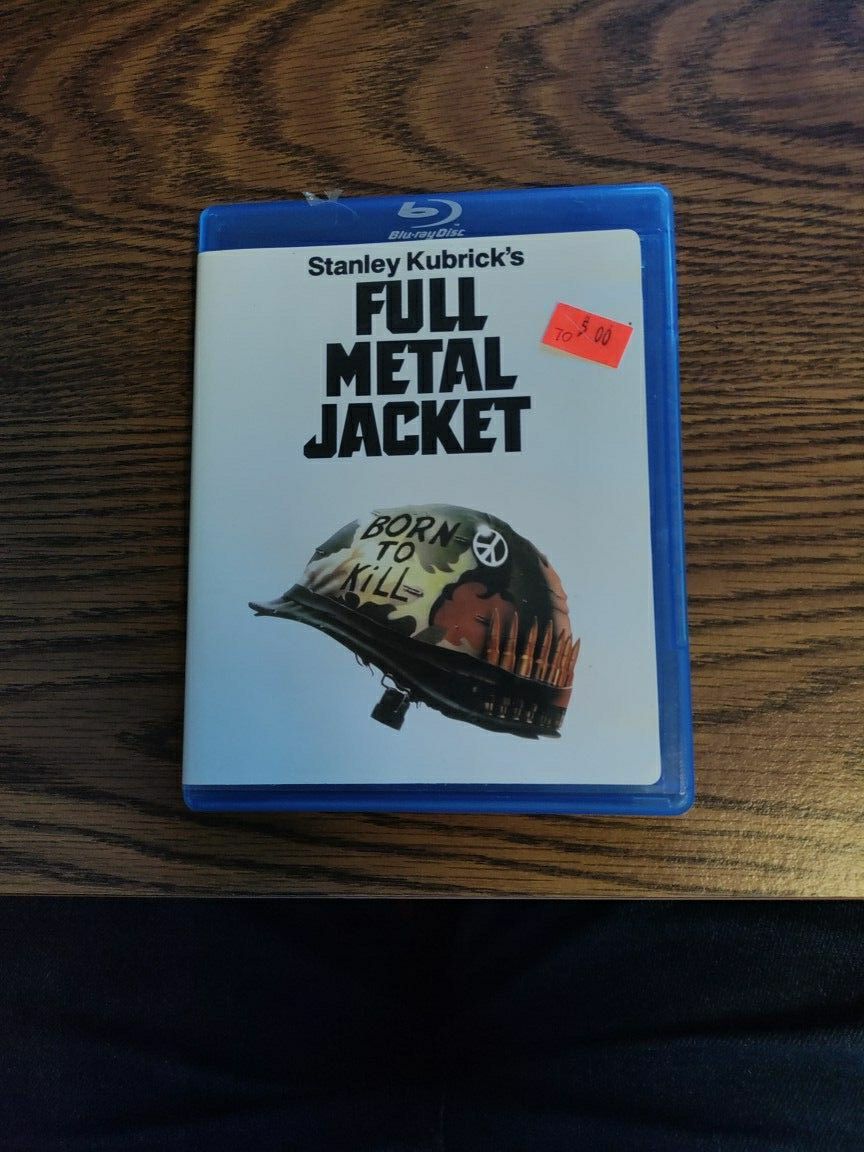 Blu-ray Disc
Stanley Kubrick's
FULL
METAL
JACKET
TO 5.00
BORN
TO
KiLL